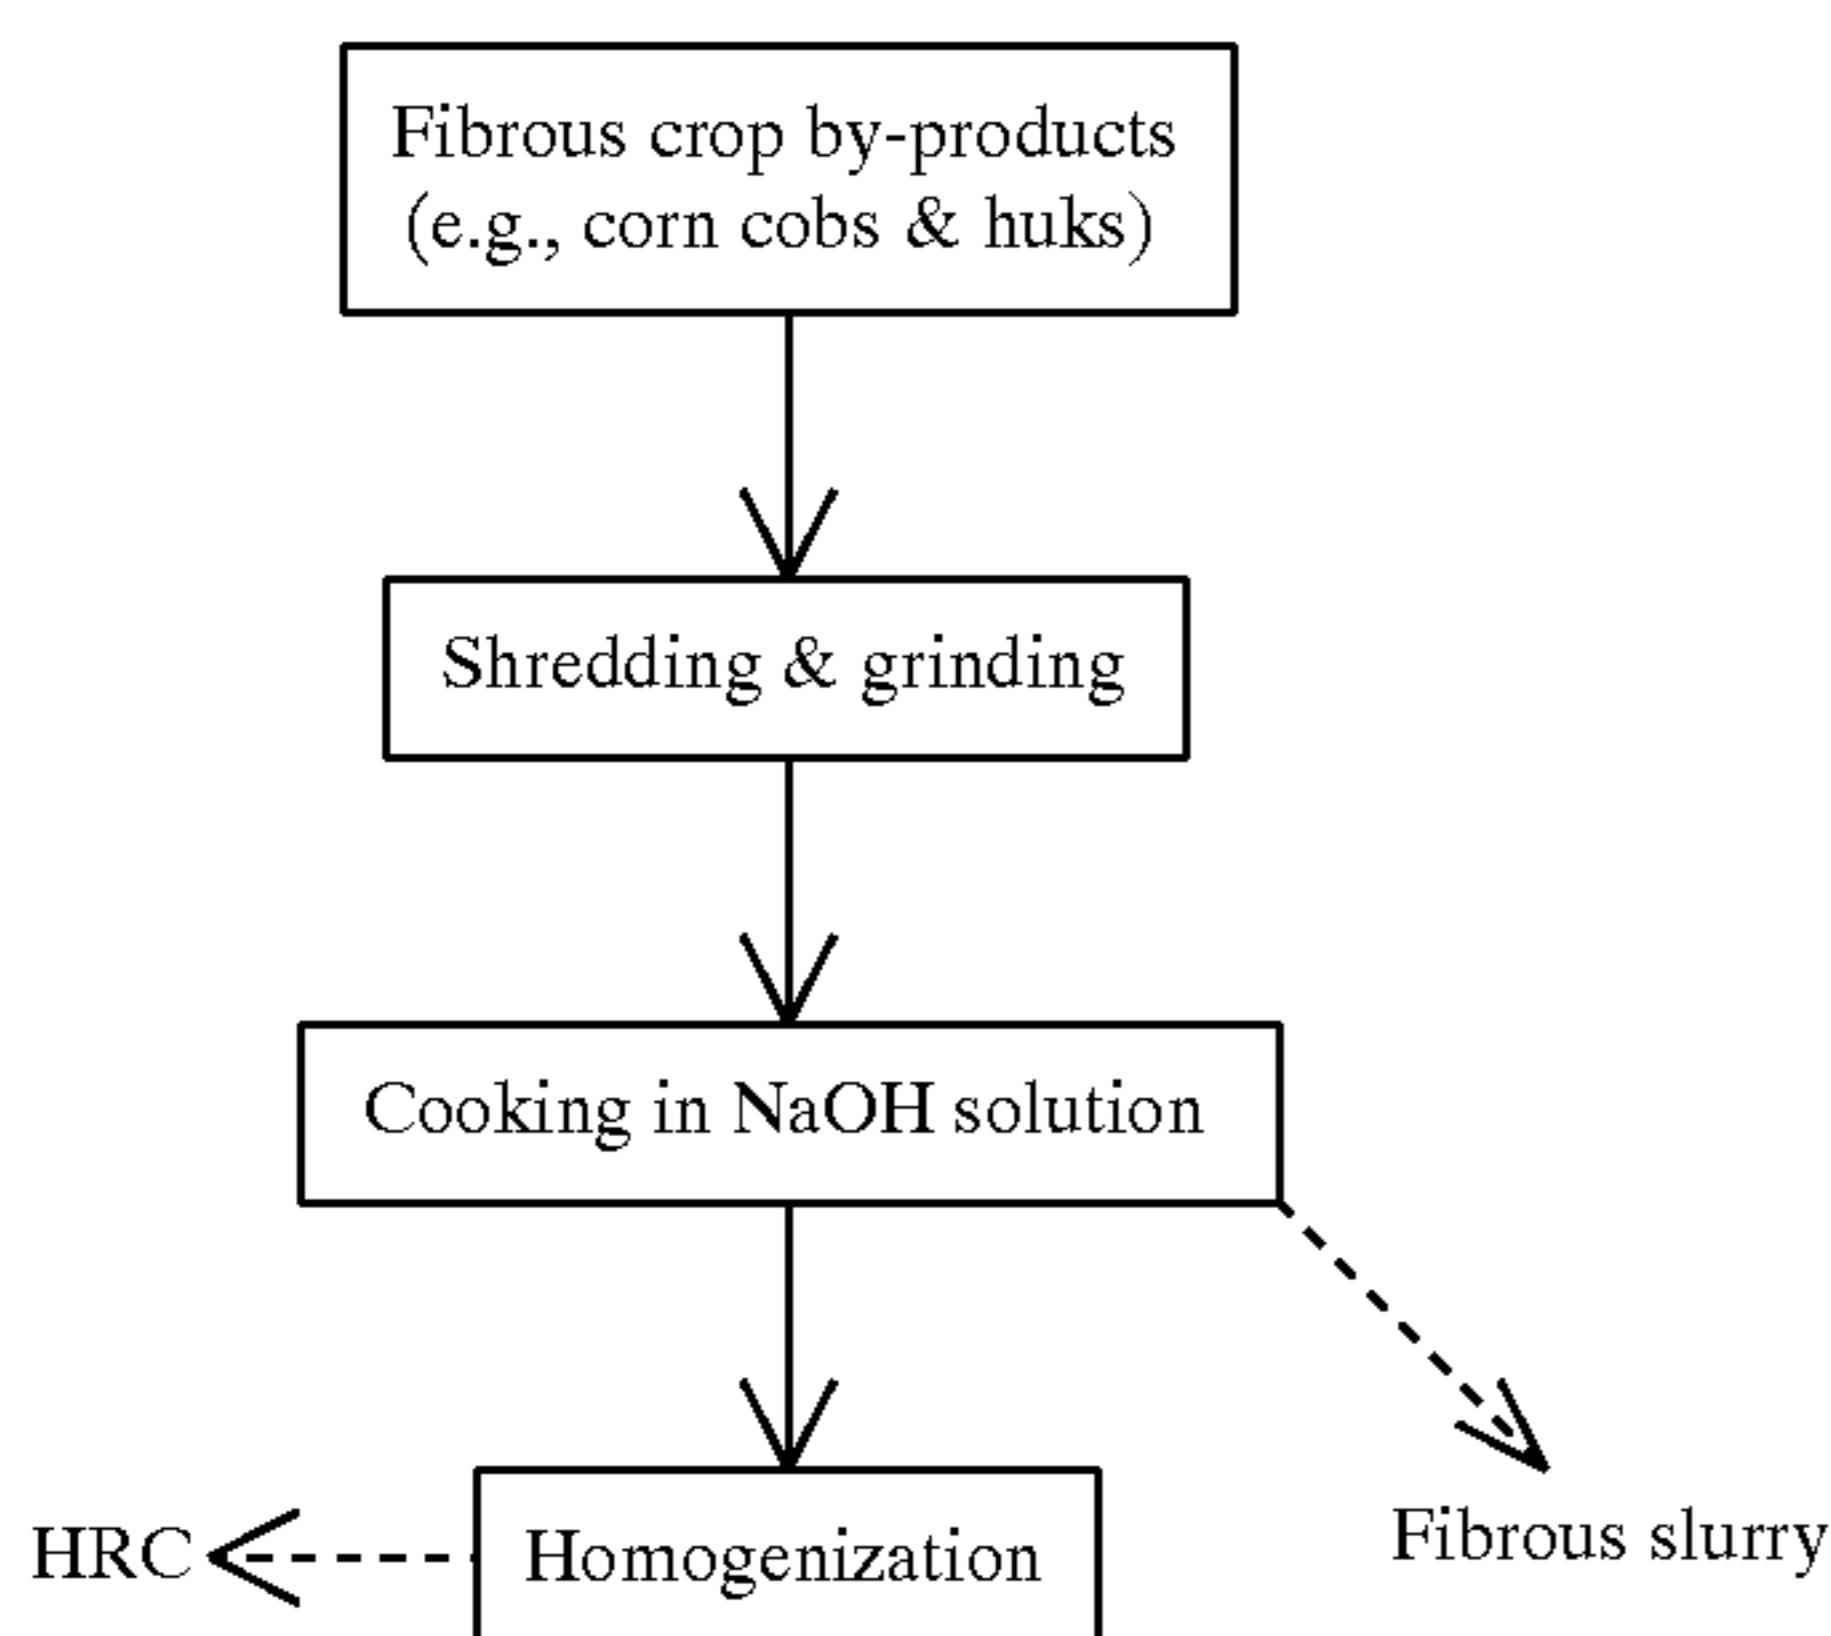 Fibrous crop by-products
(e.g., corn cobs & huks)
Shredding & grinding
Cooking in NaOH solution
HRC
Homogenization
Fibrous slurry